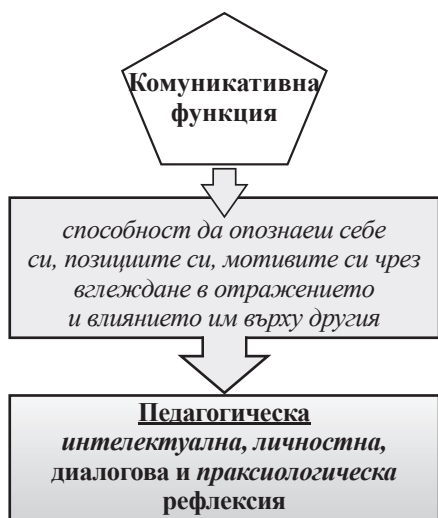 Комуникативна
функция
способност да опознаеш себе
си, позициите си, мотивите си чрез
вглеждане в отражението
и влиянието им върху другия
Педагогическа
интелектуална, личностна,
диалогова и праксиологическа
рефлексия